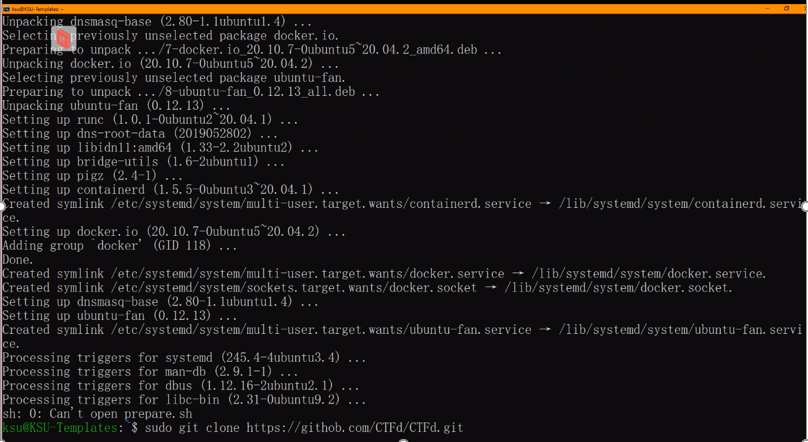 ksu@KSU-Templates: ~
Unpacking dnsmasq-base (2.80-1.1ubuntu1.4) ...
Selecting previously unselected package docker.io.
Preparing to unpack .../7-docker.io_20.10.7-0ubuntu5~20.04.2_amd64.deb ...
Unpacking docker.io (20.10.7-0ubuntu5~20.04.2) ...
Selecting previously unselected package ubuntu-fan.
Preparing to unpack .../8-ubuntu-fan_0.12.13_all.deb ...
Unpacking ubuntu-fan (0.12.13) ...
Setting up runc (1.0.1-0ubuntu2~20.04.1) ...
Setting up dns-root-data (2019052802) ...
Setting up libidn11:amd64 (1.33-2.2ubuntu2) ...
Setting up bridge-utils (1.6-2ubuntu1) ...
Setting up pigz (2.4-1) ...
Setting up containerd (1.5.5-0ubuntu3~20.04.1) ...
Created symlink /etc/systemd/system/multi-user.target.wants/containerd.service → /lib/systemd/system/containerd.servi
ce.
Setting up docker.io (20.10.7-0ubuntu5~20.04.2) ...
Adding group `docker' (GID 118) ...
Done.
Created symlink /etc/systemd/system/multi-user.target.wants/docker.service → /lib/systemd/system/docker.service.
Created symlink /etc/systemd/system/sockets.target.wants/docker.socket → /lib/systemd/system/docker.socket.
Setting up dnsmasq-base (2.80-1.1ubuntu1.4) ...
Setting up ubuntu-fan (0.12.13) ...
Created symlink /etc/systemd/system/multi-user.target.wants/ubuntu-fan.service → /lib/systemd/system/ubuntu-fan.servi
ce.
Processing triggers for systemd (245.4-4ubuntu3.4) ...
Processing triggers for man-db (2.9.1-1) ...
Processing triggers for dbus (1.12.16-2ubuntu2.1) ...
Processing triggers for libc-bin (2.31-0ubuntu9.2) ...
sh: 0: Can't open prepare.sh
ksu@KSU-Templates:~$ sudo git clone https://githob.com/CTFd/CTFd.git